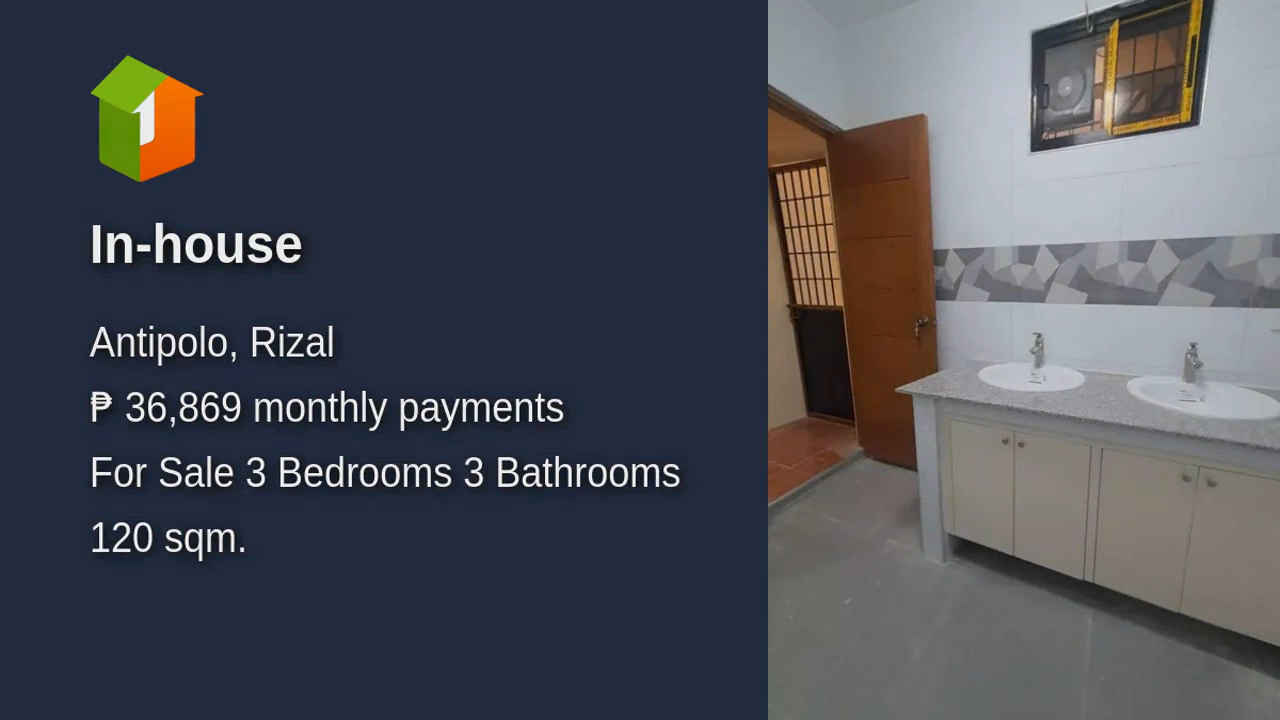 In-house
Antipolo, Rizal
₱ 36,869 monthly payments
For Sale 3 Bedrooms 3 Bathrooms
120 sqm.